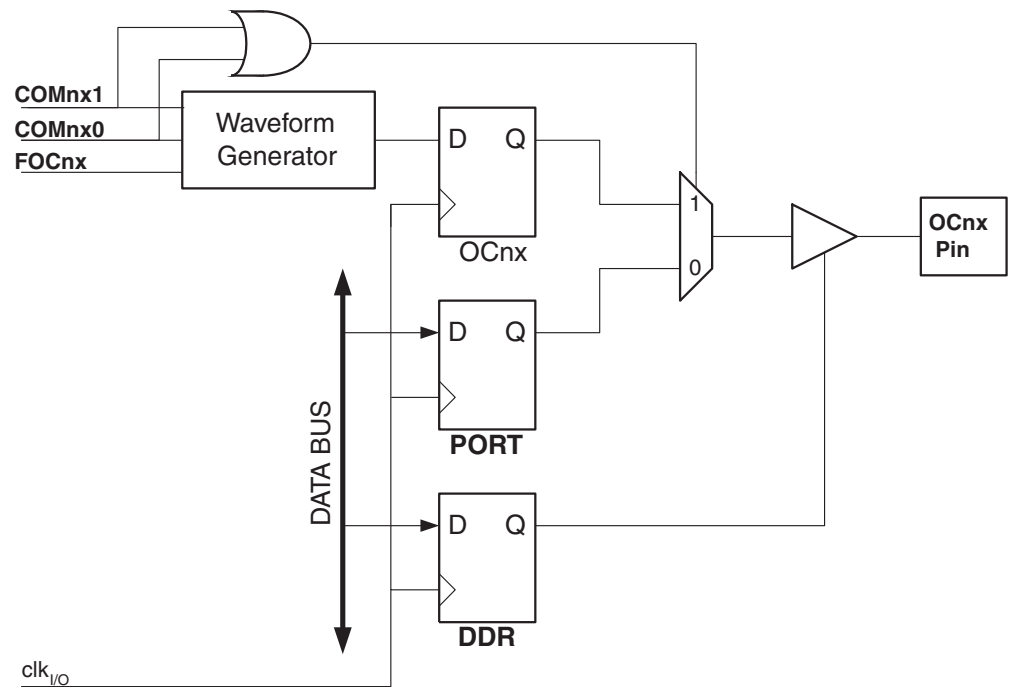 COMnx1
COMnx0
FOCnx
Waveform
Generator
D Q
OCnx
1
0
OCnx
Pin
D Q
PORT
DATA BUS
D Q
DDR
clkI/O